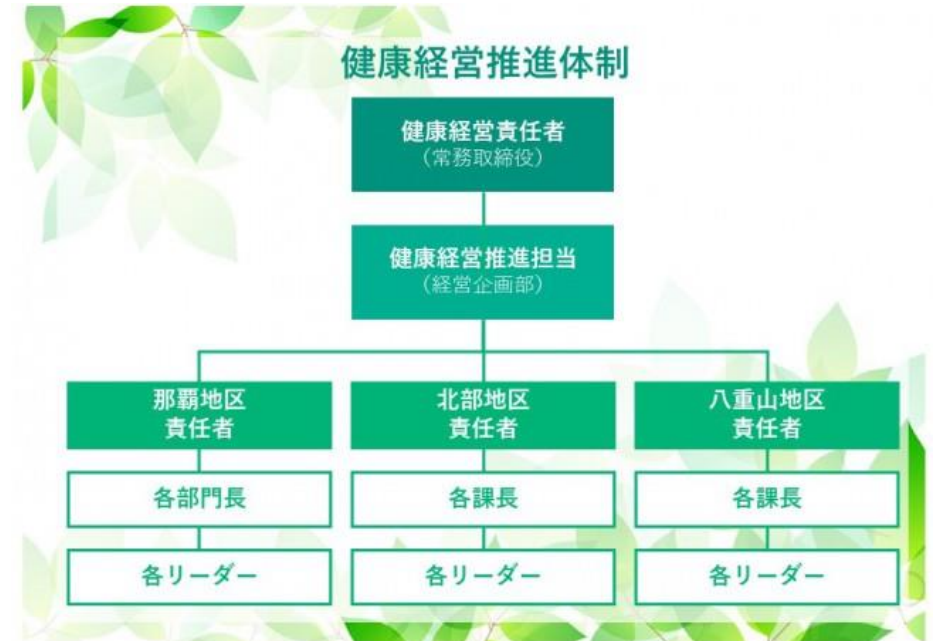 健康経営推進体制
健康経営責任者
（常務取締役）
健康経営推進担当
（経営企画部）
那覇地区
責任者
北部地区
責任者
八重山地区
責任者
各部門長
各課長
各課長
各リーダー
各リーダー
各リーダー